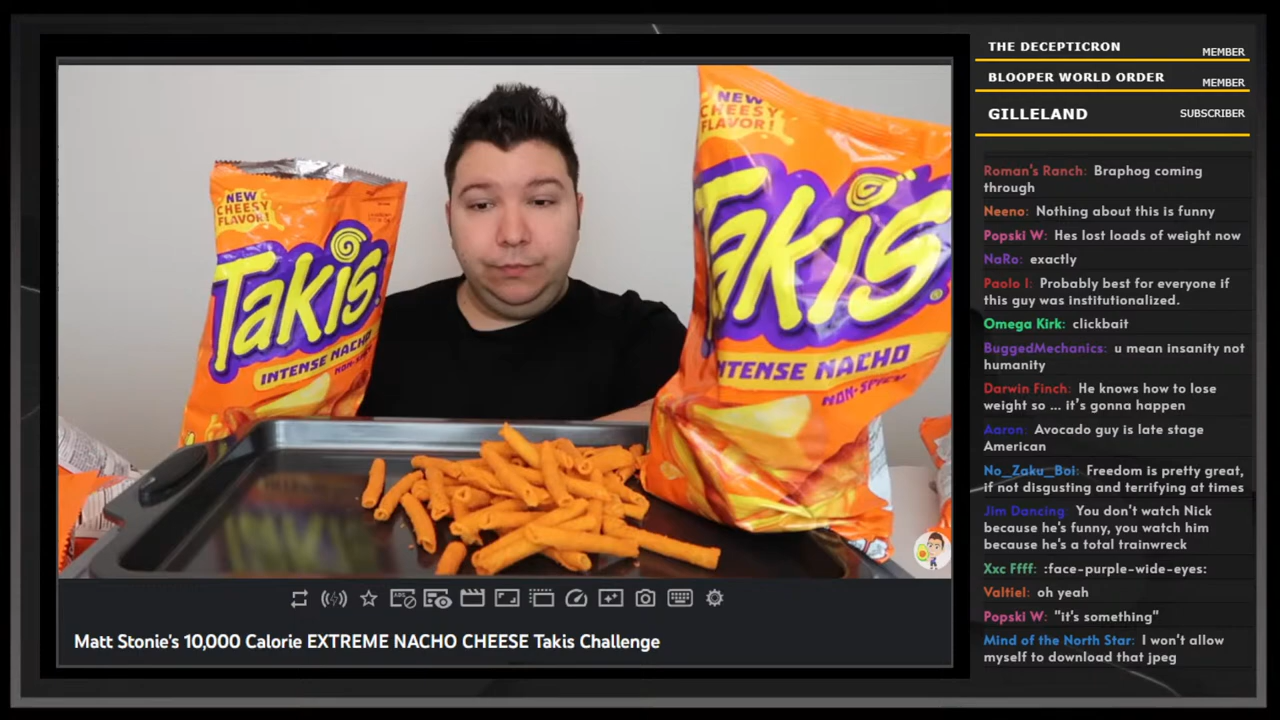 NEW
CHEESY
FLAVOR!
Takis
INTENSE NACHO
NON-SPICY
NEW
CHEESY
FLAVOR!
Takis
INTENSE NACHO
NON-SPICY
Matt Stonie's 10,000 Calorie EXTREME NACHO CHEESE Takis Challenge
THE DECEPTICRON MEMBER
BLOOPER WORLD ORDER MEMBER
GILLELAND SUBSCRIBER
Roman's Ranch: Braphog coming
through
Neeno: Nothing about this is funny
Popski W: Hes lost loads of weight now
NaRo: exactly
Paolo I: Probably best for everyone if
this guy was institutionalized.
Omega Kirk: clickbait
BuggedMechanics: u mean insanity not
humanity
Darwin Finch: He knows how to lose
weight so ... it's gonna happen
Aaron: Avocado guy is late stage
American
No_Zaku_Boi: Freedom is pretty great,
if not disgusting and terrifying at times
Jim Dancing: You don't watch Nick
because he's funny, you watch him
because he's a total trainwreck
Xxc Ffff: :face-purple-wide-eyes:
Valtiel: oh yeah
Popski W: "it's something"
Mind of the North Star: I won't allow
myself to download that jpeg